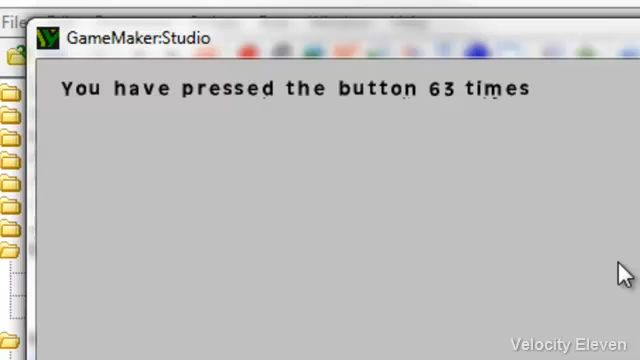 File
GameMaker:Studio
You have pressed the button 63 times
Velocity Eleven